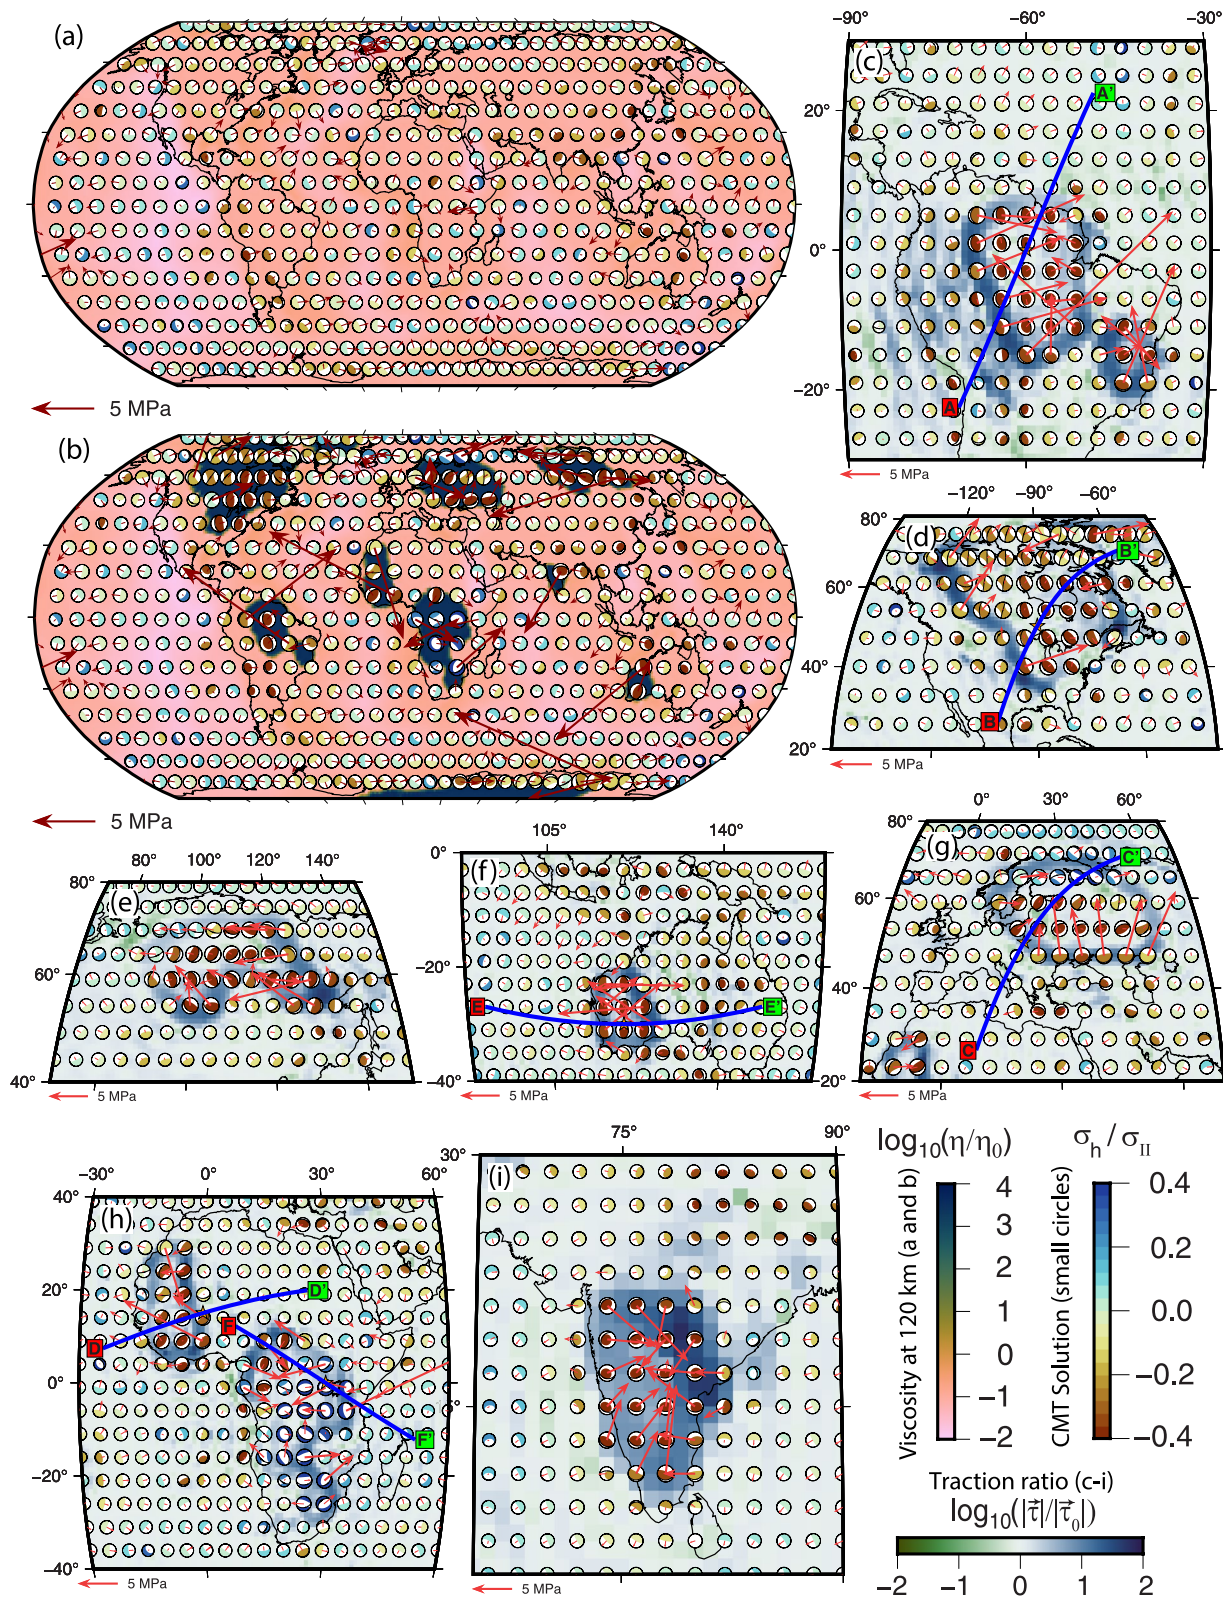 (a)
5 MPa
(b)
5 MPa
−90° −60° −30°
(c)
A'
20°
0°
−20°
A
5 MPa
−120° −90° −60°
80°
(d)
B'
60°
40°
B
20°
5 MPa
80° 100° 120° 140°
80°
(e)
60°
40°
5 MPa
105° 140°
0°
(f)
−20°
E E'
−40°
5 MPa
0° 30° 60°
80°
(g)
C'
60°
40°
C
20°
5 MPa
−30° 0° 30° 60°
40°
(h)
20°
D'
F
D
0°
F'
−20°
−40°
5 MPa
75° 90°
30°
(i)
5 MPa
log10(η/η0)
Viscosity at 120 km (a and b)
4
3
2
1
0
−1
−2
σh / σII
CMT Solution (small circles)
0.4
0.2
0.0
−0.2
−0.4
Traction ratio (c-i)
log10(|τ⃗|/|τ⃗0|)
−2 −1 0 1 2